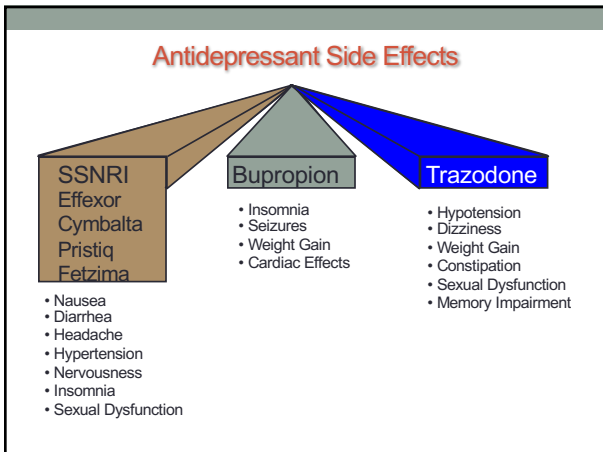 Antidepressant Side Effects
SSNRI
Effexor
Cymbalta
Pristiq
Fetzima
• Nausea
• Diarrhea
• Headache
• Hypertension
• Nervousness
• Insomnia
• Sexual Dysfunction
Bupropion
• Insomnia
• Seizures
• Weight Gain
• Cardiac Effects
Trazodone
• Hypotension
• Dizziness
• Weight Gain
• Constipation
• Sexual Dysfunction
• Memory Impairment